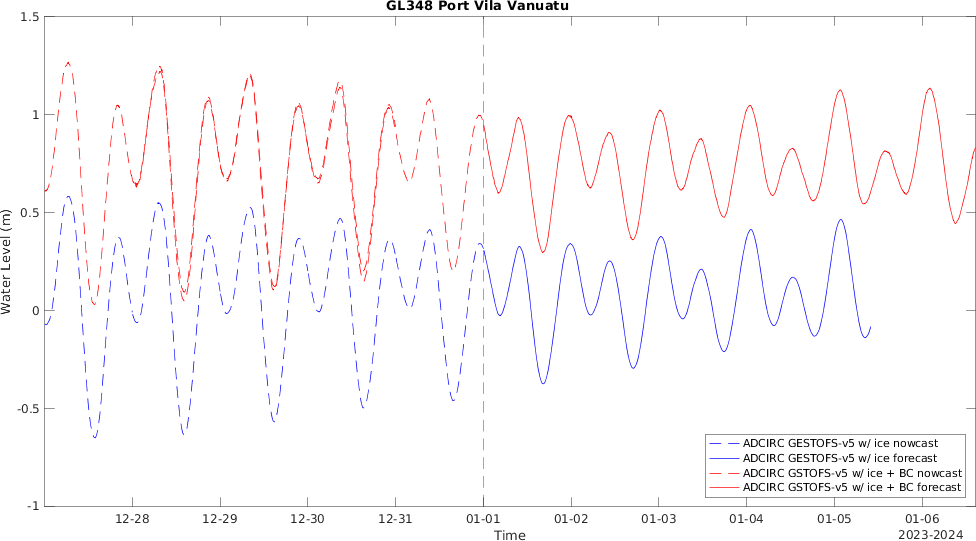 GL348 Port Vila Vanuatu
1.5
1
0.5
0
-0.5
-1
Water Level (m)
12-28 12-29 12-30 12-31 01-01 01-02 01-03 01-04 01-05 01-06
Time
2023-2024
ADCIRC GESTOFS-v5 w/ ice nowcast
ADCIRC GESTOFS-v5 w/ ice forecast
ADCIRC GSTOFS-v5 w/ ice + BC nowcast
ADCIRC GSTOFS-v5 w/ ice + BC forecast